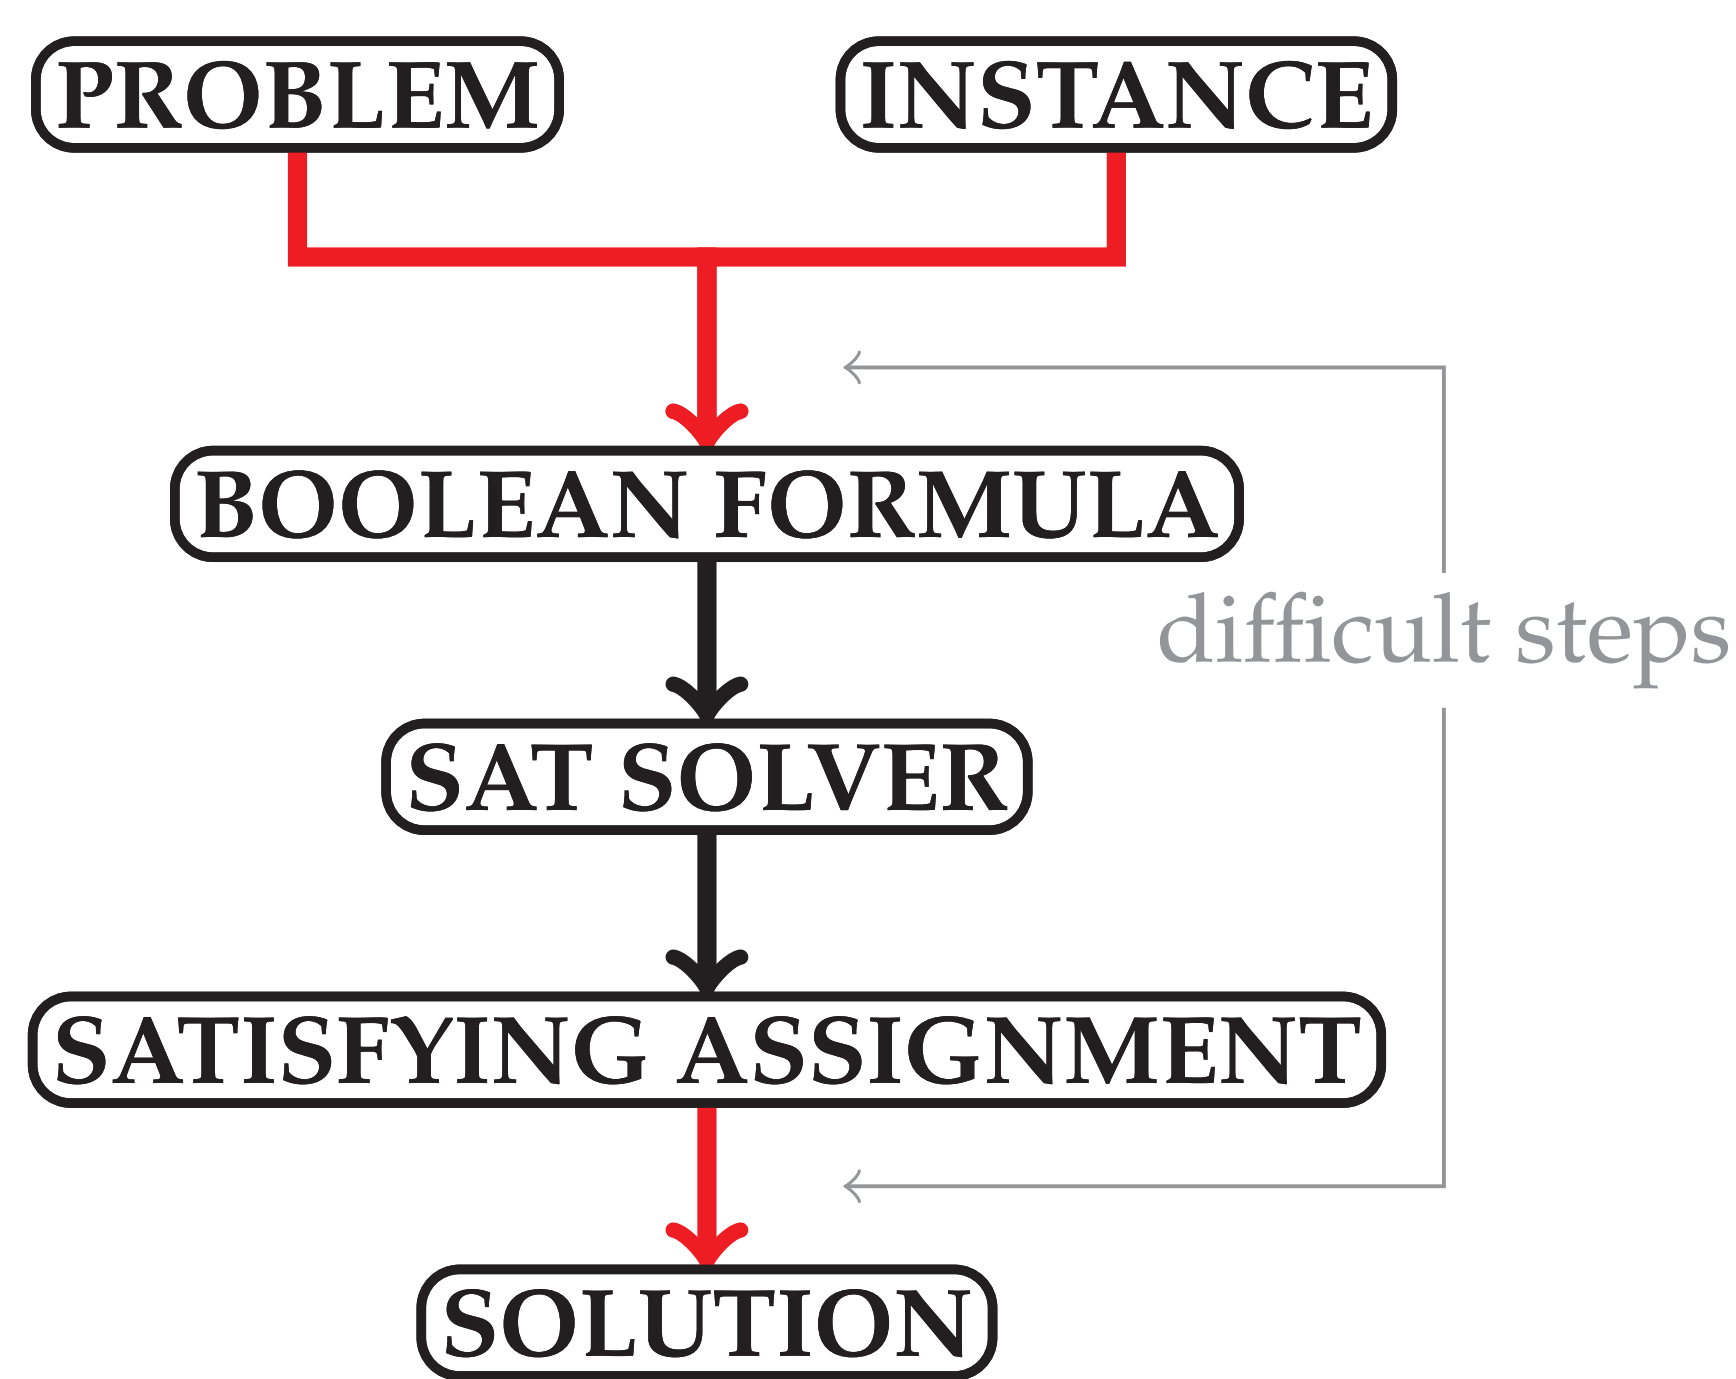 PROBLEM
INSTANCE
BOOLEAN FORMULA
difficult steps
SAT SOLVER
SATISFYING ASSIGNMENT
SOLUTION